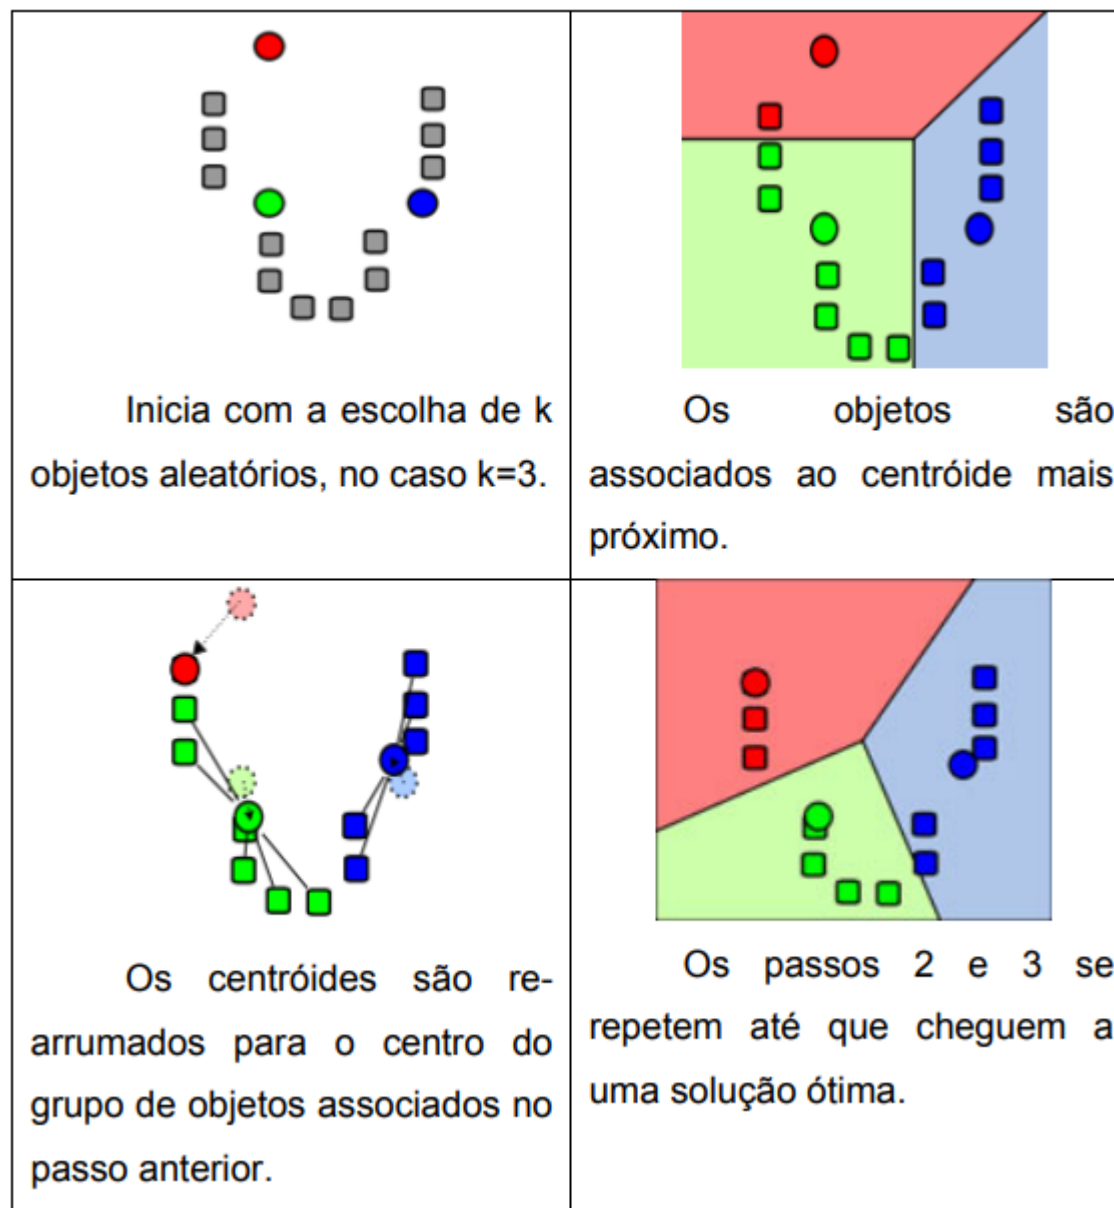 Inicia com a escolha de k
objetos aleatórios, no caso k=3.
Os objetos são
associados ao centróide mais
próximo.
Os centróides são re-
arrumados para o centro do
grupo de objetos associados no
passo anterior.
Os passos 2 e 3 se
repetem até que cheguem a
uma solução ótima.